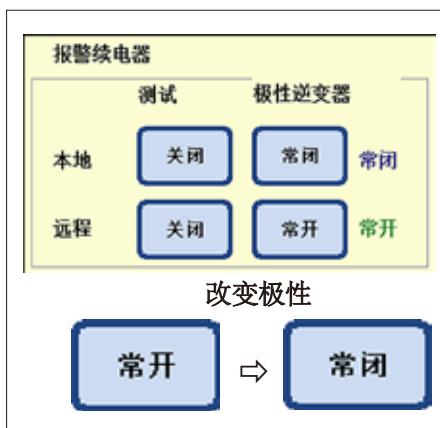 报警续电器
测试 极性逆变器
本地 关闭 常闭 常闭
远程 关闭 常开 常开
改变极性
常开 ⇨ 常闭